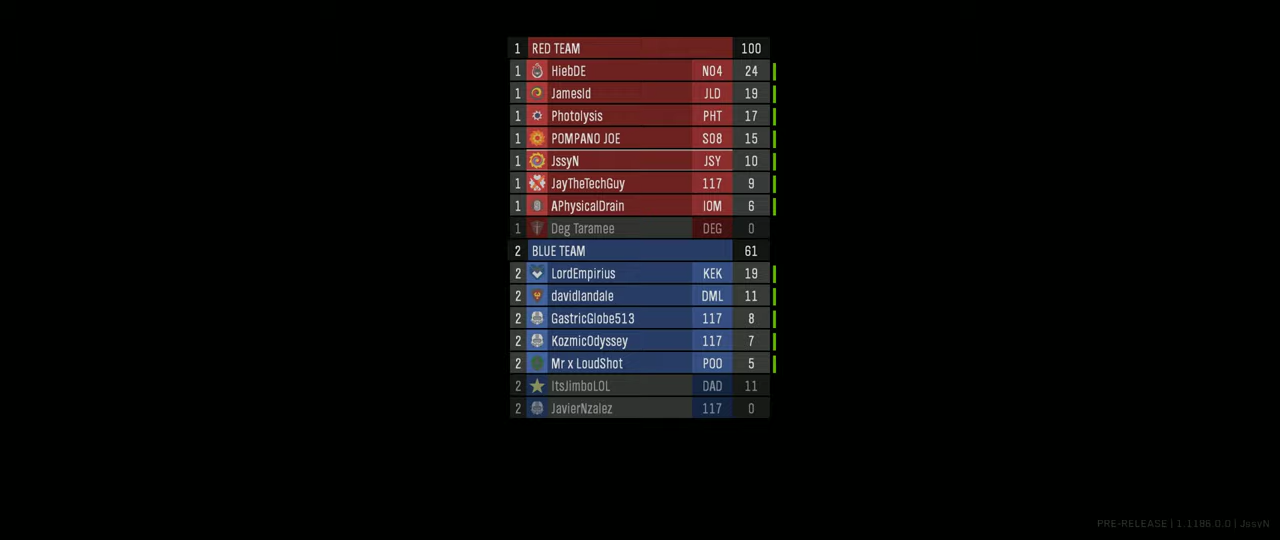 1 RED TEAM 100
1 HiebDE N04 24
1 Jamesld JLD 19
1 Photolysis PHT 17
1 POMPANO JOE S08 15
1 JssyN JSY 10
1 JayTheTechGuy 117 9
1 APhysicalDrain IOM 6
1 Deg Taramee DEG 0
2 BLUE TEAM 61
2 LordEmpirius KEK 19
2 davidlandale DML 11
2 GastricGlobe513 117 8
2 KozmicOdyssey 117 7
2 Mr x LoudShot POO 5
2 ItsJimboLOL DAD 11
2 JavierNzalez 117 0
PRE-RELEASE | 1.1186.0.0 | JssyN